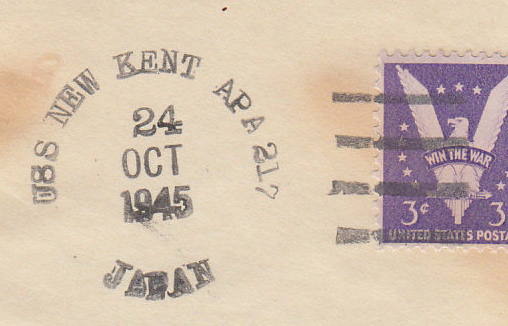 USS NEW KENT APA 217
24
OCT
1945
JAPAN
WIN THE WAR
3¢ 3
UNITED STATES POSTA